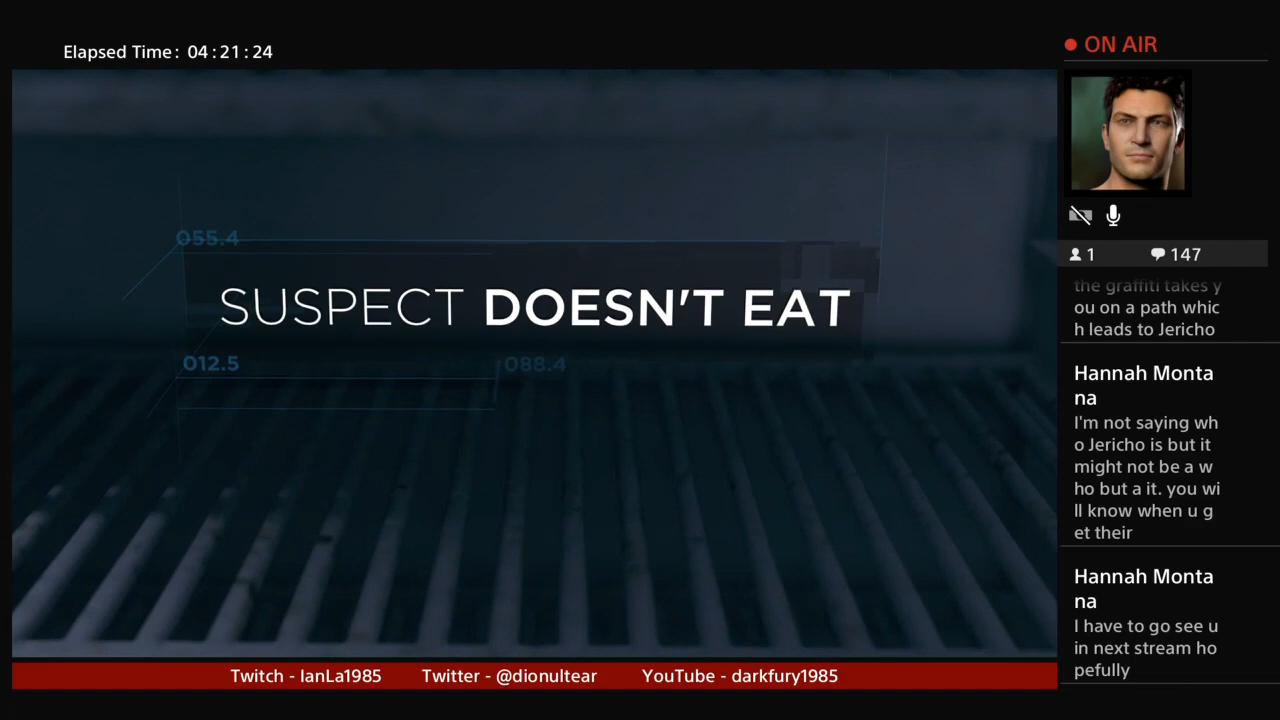 Elapsed Time: 04:21:24
ON AIR
055.4
SUSPECT DOESN'T EAT
012.5
088.4
1
147
the graffiti takes y
ou on a path whic
h leads to Jericho
Hannah Monta
na
I'm not saying wh
o Jericho is but it
might not be a w
ho but a it. you wi
ll know when u g
et their
Hannah Monta
na
I have to go see u
in next stream ho
pefully
Twitch - IanLa1985
Twitter - @dionultear
YouTube - darkfury1985